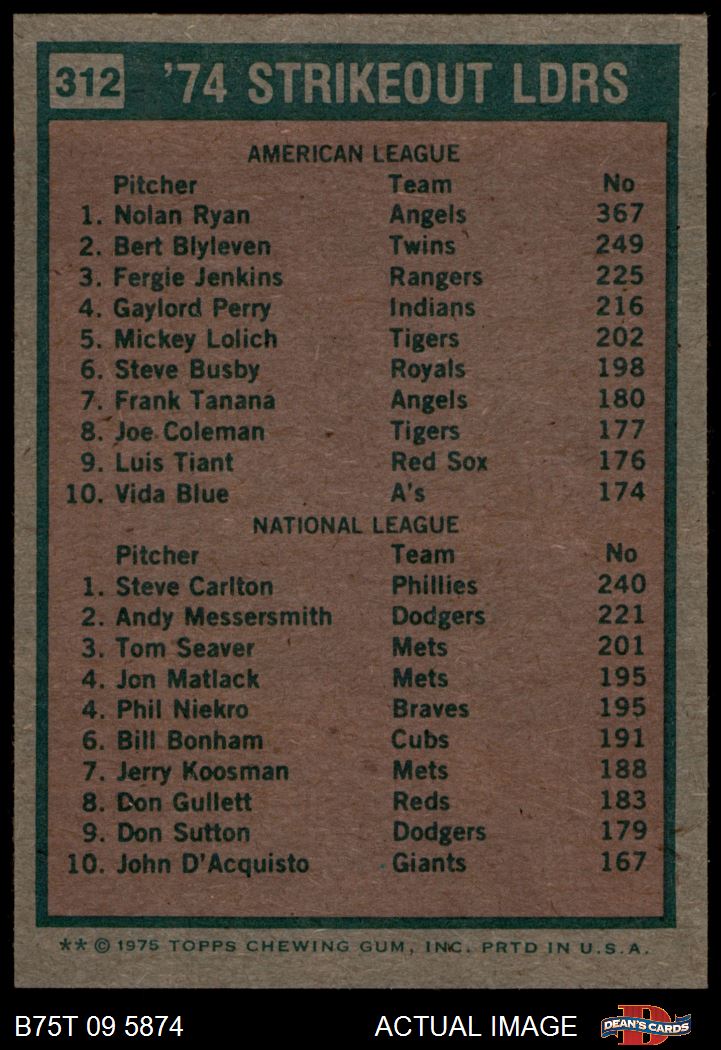 312 '74 STRIKEOUT LDRS
AMERICAN LEAGUE
Pitcher Team No
1. Nolan Ryan Angels 367
2. Bert Blyleven Twins 249
3. Fergie Jenkins Rangers 225
4. Gaylord Perry Indians 216
5. Mickey Lolich Tigers 202
6. Steve Busby Royals 198
7. Frank Tanana Angels 180
8. Joe Coleman Tigers 177
9. Luis Tiant Red Sox 176
10. Vida Blue A's 174
NATIONAL LEAGUE
Pitcher Team No
1. Steve Carlton Phillies 240
2. Andy Messersmith Dodgers 221
3. Tom Seaver Mets 201
4. Jon Matlack Mets 195
4. Phil Niekro Braves 195
6. Bill Bonham Cubs 191
7. Jerry Koosman Mets 188
8. Don Gullett Reds 183
9. Don Sutton Dodgers 179
10. John D'Acquisto Giants 167
** © 1975 TOPPS CHEWING GUM, INC. PRTD IN U.S.A.
B75T 09 5874 ACTUAL IMAGE D DEAN'S CARDS